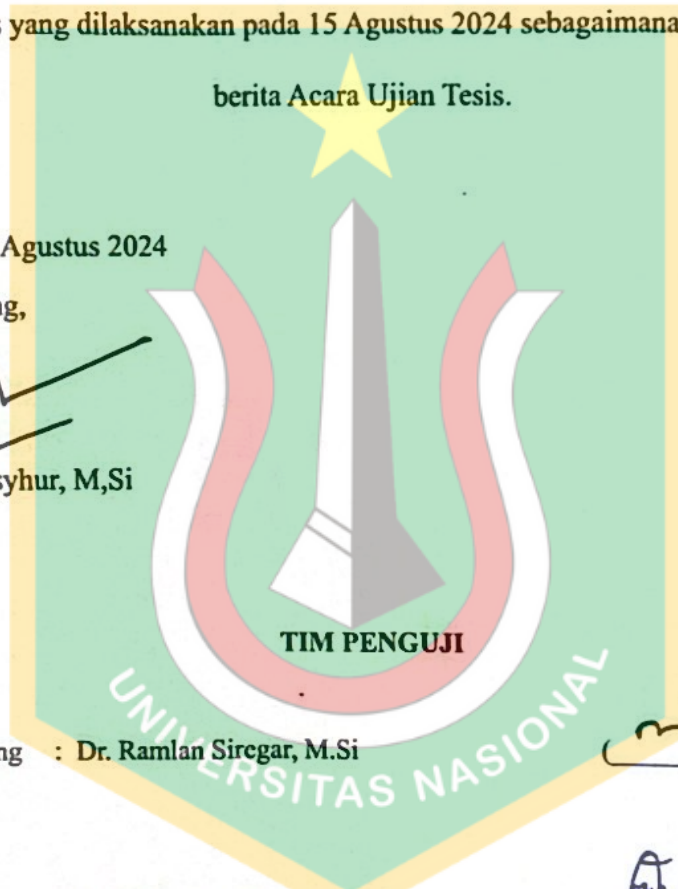 yang dilaksanakan pada 15 Agustus 2024 sebagaimana
berita Acara Ujian Tesis.
Agustus 2024
syhur, M,Si
TIM PENGUJI
: Dr. Ramlan Siregar, M.Si
UNIVERSITAS NASIONAL